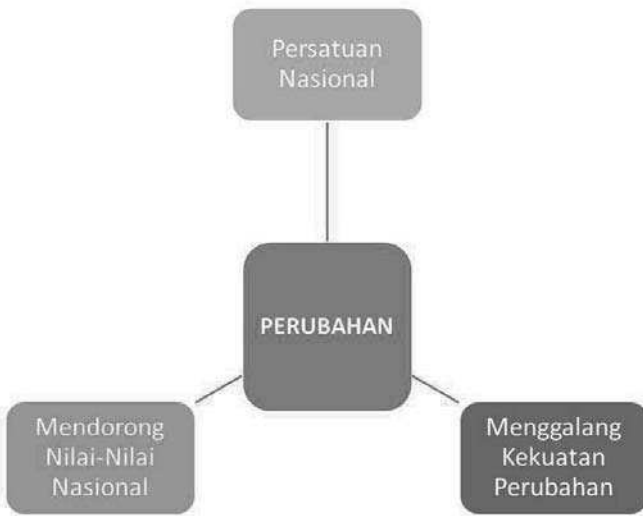 Persatuan
Nasional
PERUBAHAN
Mendorong
Nilai-Nilai
Nasional
Menggalang
Kekuatan
Perubahan